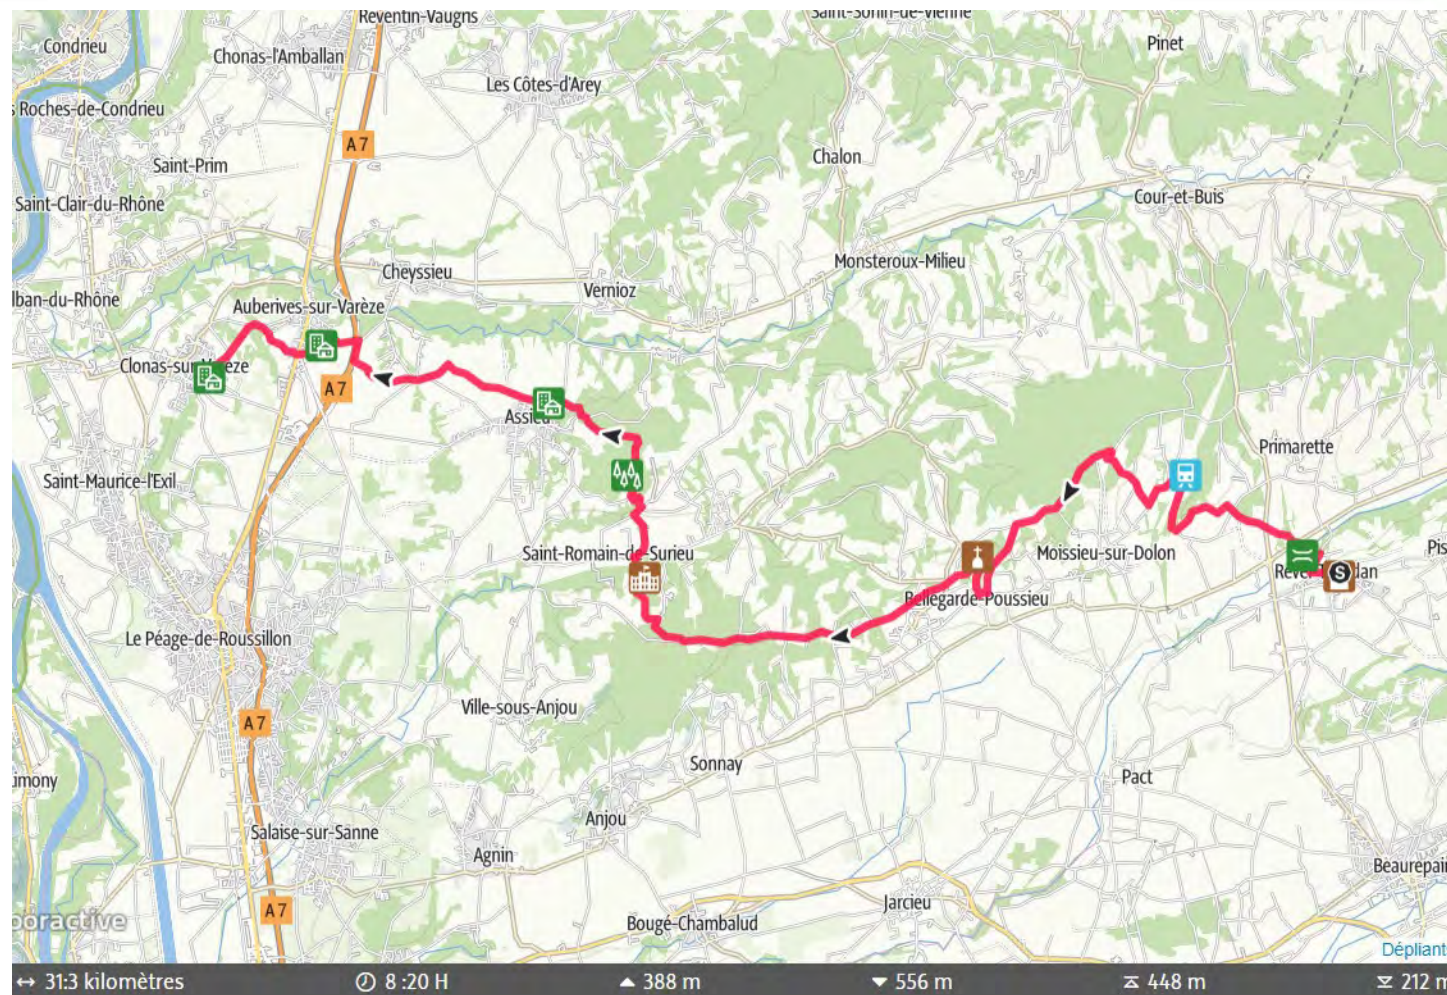 Reventin-Vaugris
Saint-Sorlin-de-Vienne
Condrieu
Chonas-l'Amballan
Pinet
Les Côtes-d'Arey
Roches-de-Condrieu
A7
Chalon
Saint-Prim
Cour-et-Buis
Saint-Clair-du-Rhône
Monsteroux-Milieu
Cheyssieu
Vernioz
lban-du-Rhône
Auberives-sur-Varèze
Clonas-sur-Varèze
A7
Assieu
Primarette
Saint-Maurice-l'Exil
Saint-Romain-de-Surieu
Moissieu-sur-Dolon
Pis
S
Bellegarde-Poussieu
Le Péage-de-Roussillon
Ville-sous-Anjou
A7
Sonnay
Pact
umony
Anjou
Salaise-sur-Sanne
Agnin
Beaurepair
Jarcieu
A7
Bougé-Chambalud
oractive
Dépliant
31:3 kilomètres 8 :20 H 388 m 556 m 448 m 212 m